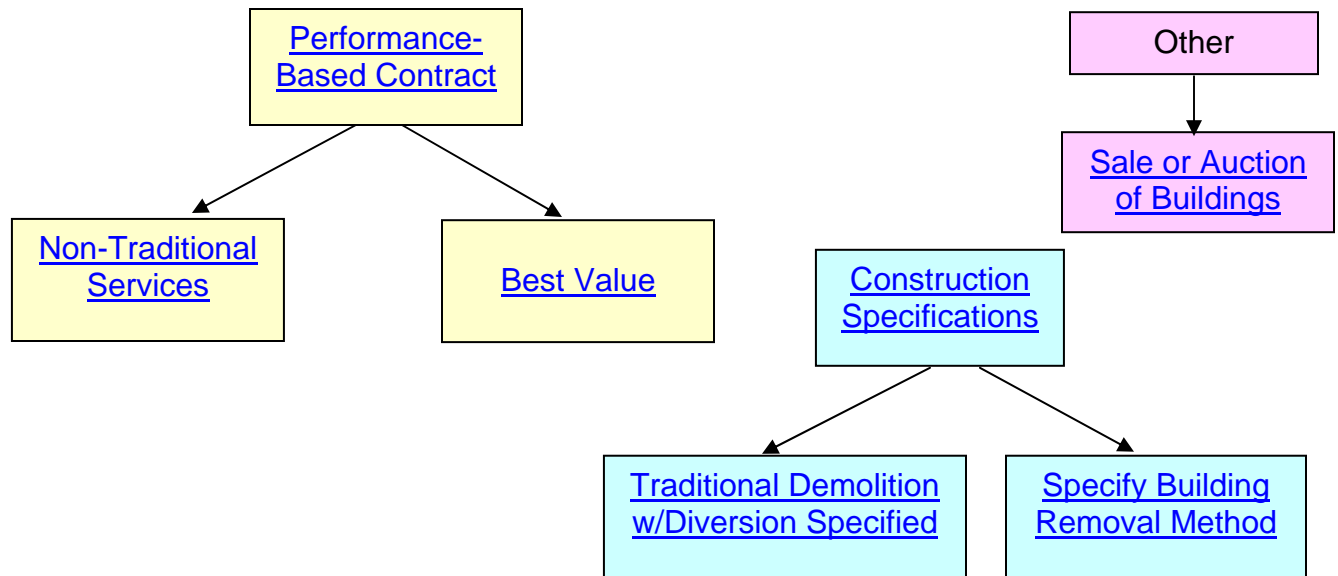 Performance-
Based Contract
Other
Sale or Auction
of Buildings
Non-Traditional
Services
Best Value
Construction
Specifications
Traditional Demolition
w/Diversion Specified
Specify Building
Removal Method